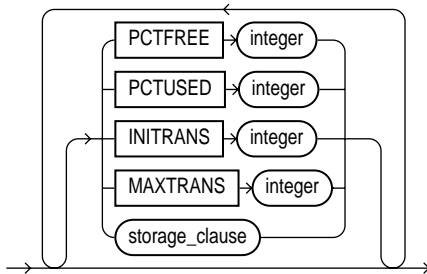 PCTFREE integer
PCTUSED integer
INITRANS integer
MAXTRANS integer
storage_clause